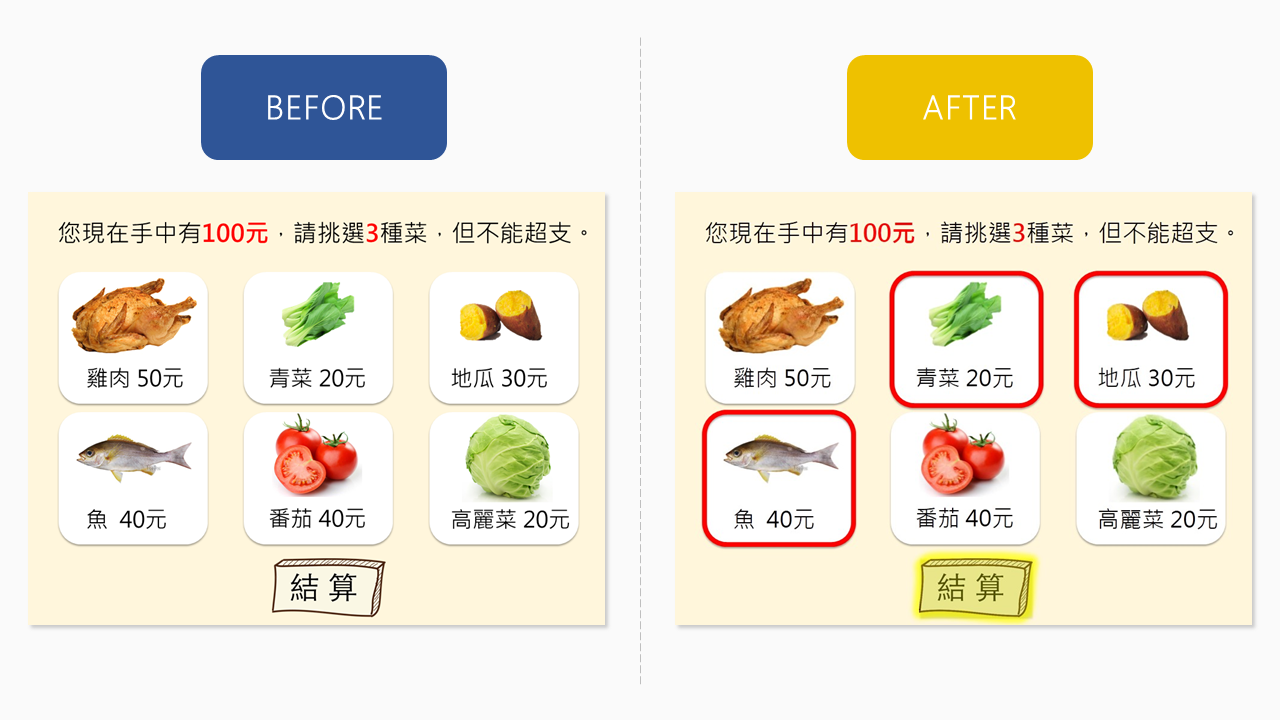 BEFORE
您現在手中有100元，請挑選3種菜，但不能超支。
雞肉 50元
青菜 20元
地瓜 30元
魚 40元
番茄 40元
高麗菜 20元
結算
AFTER
您現在手中有100元，請挑選3種菜，但不能超支。
雞肉 50元
青菜 20元
地瓜 30元
魚 40元
番茄 40元
高麗菜 20元
結算